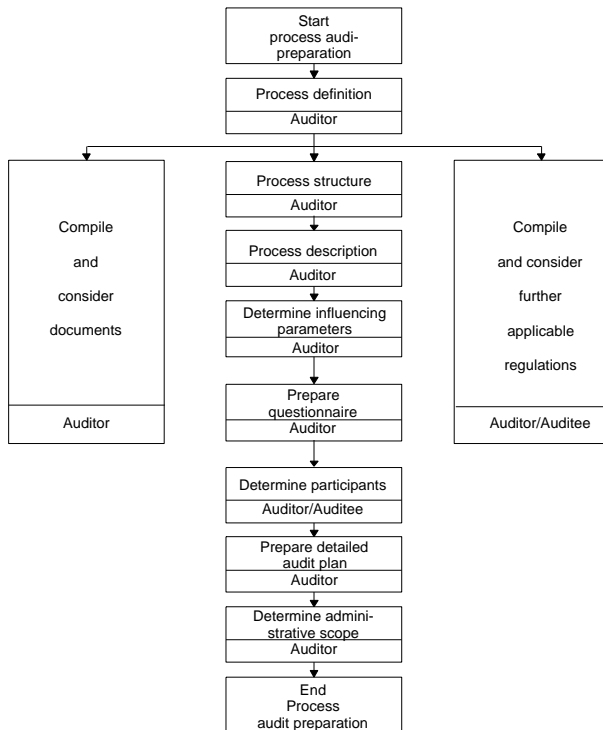 Start
process audi-
preparation
Process definition
Auditor
Compile
and
consider
documents
Auditor
Process structure
Auditor
Process description
Auditor
Determine influencing
parameters
Auditor
Prepare
questionnaire
Auditor
Compile
and consider
further
applicable
regulations
Auditor/Auditee
Determine participants
Auditor/Auditee
Prepare detailed
audit plan
Auditor
Determine admini-
strative scope
Auditor
End
Process
audit preparation